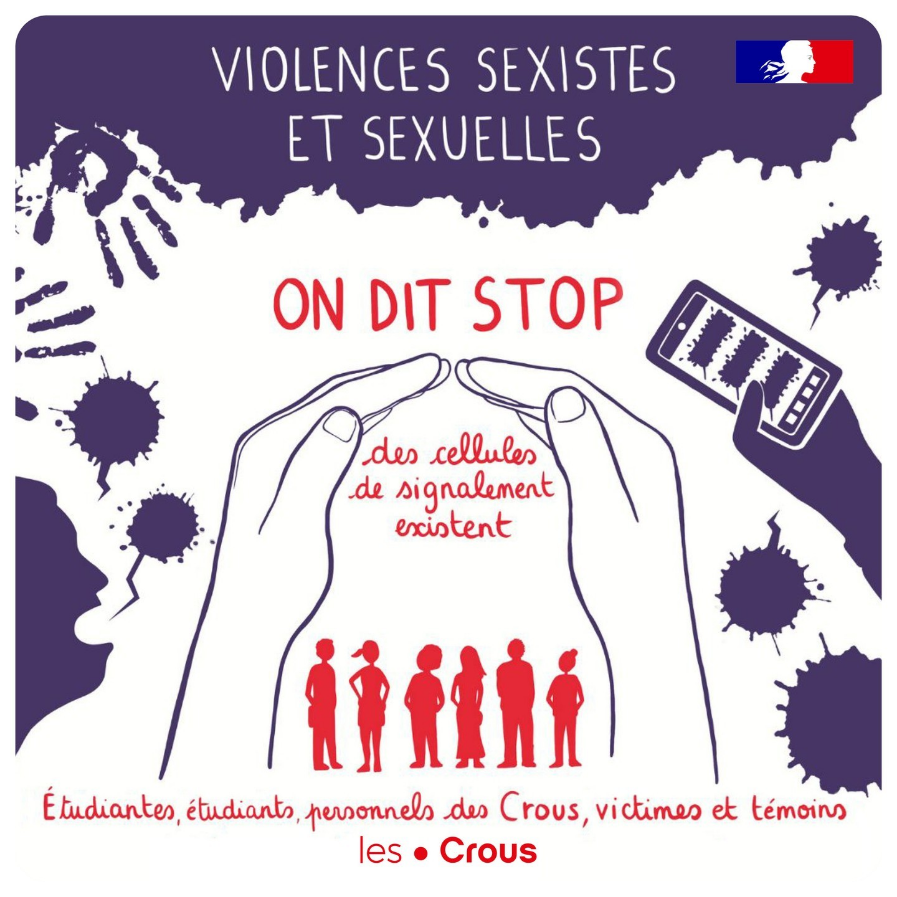 VIOLENCES SEXISTES
ET SEXUELLES
ON DIT STOP
des cellules
de signalement
existent
Étudiantes, étudiants, personnels des Crous, victimes et témoins
les • Crous